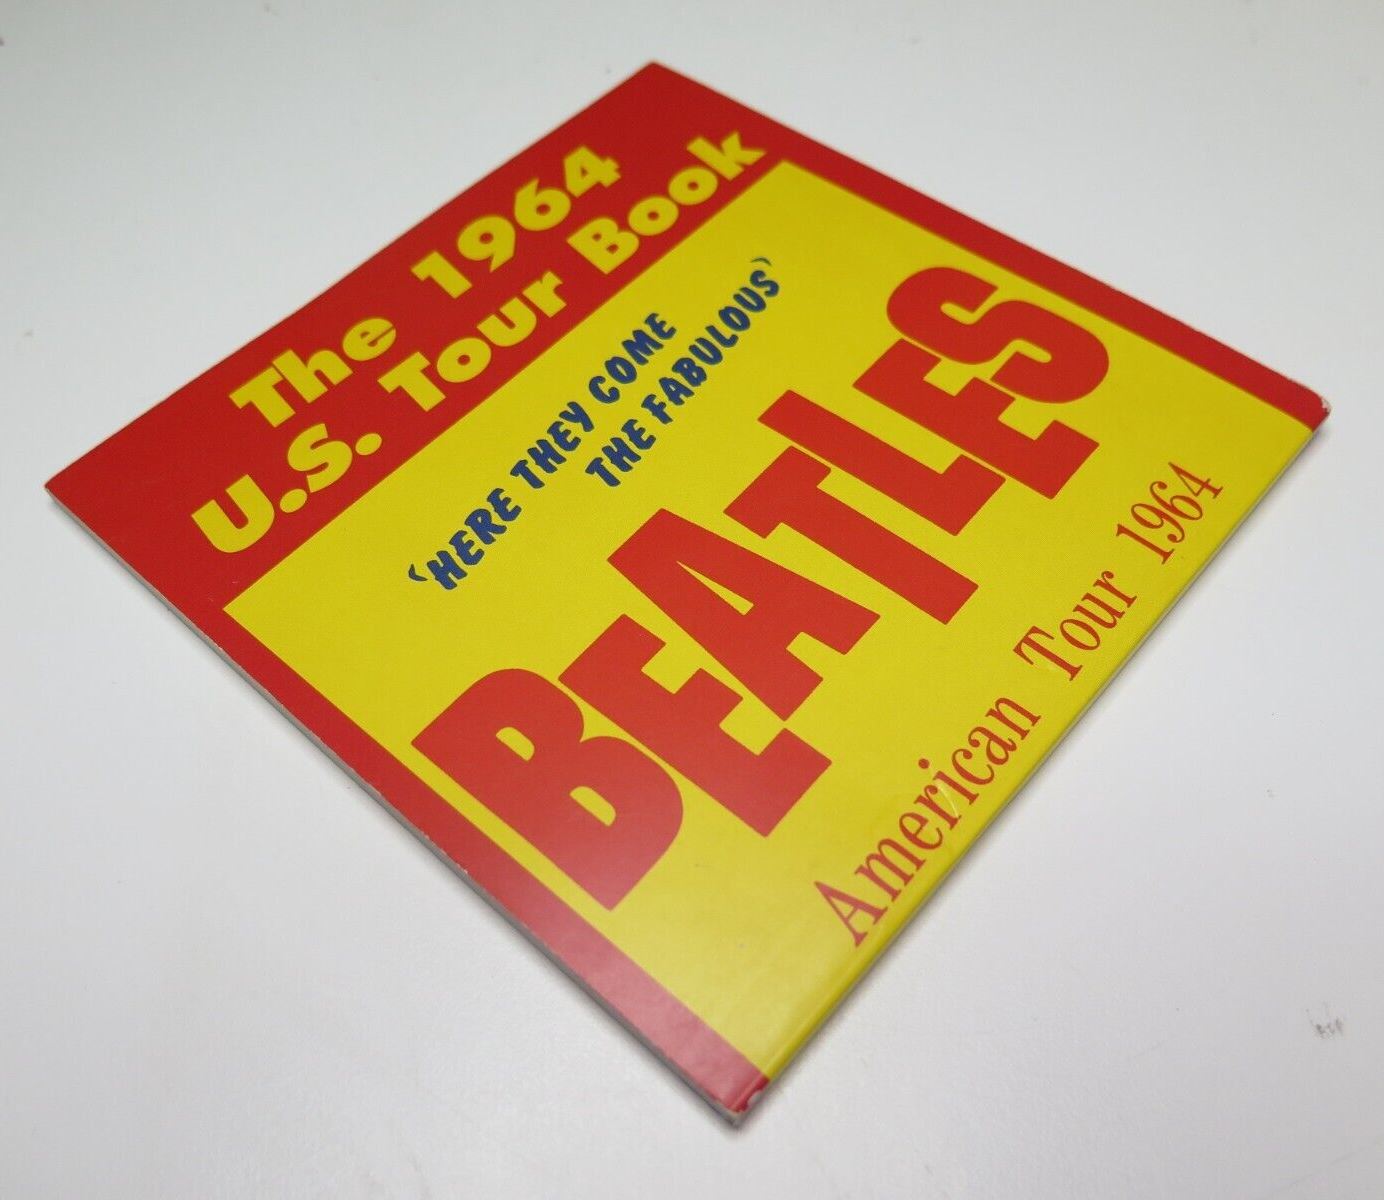 The 1964
U.S. Tour Book
'HERE THEY COME
THE FABULOUS'
BEATLES
American Tour 1964